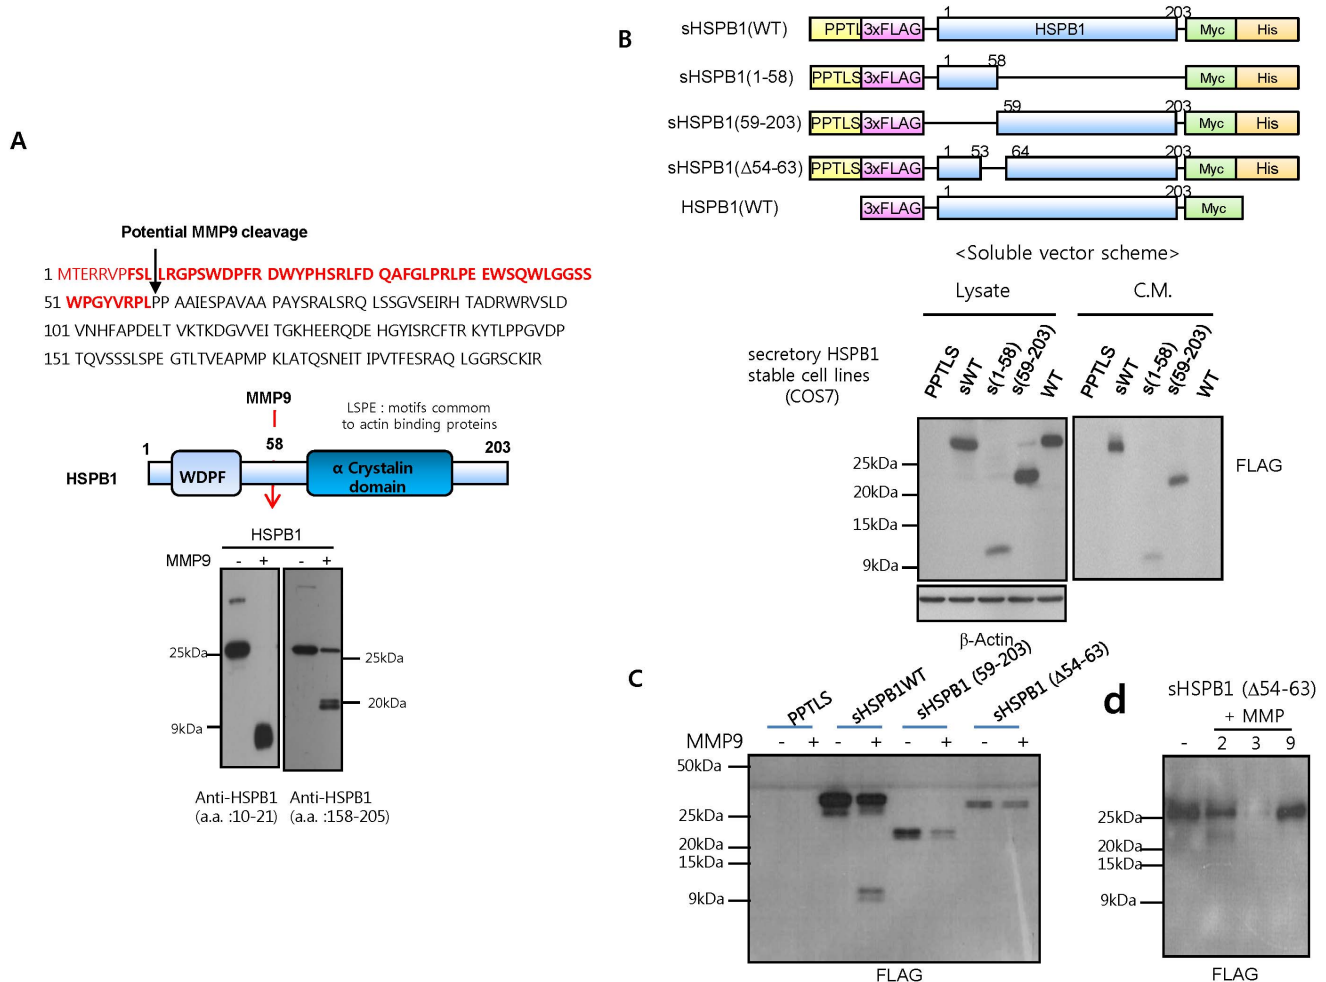 A
Potential MMP9 cleavage
1 MTERRVPFSLLRGPSWDPFR DWYPHSRLFD QAFGLPRLPE EWSQWLGGSS
51 WPGYVRPLPP AAIESPAVAA PAYSRALSRQ LSSGVSEIRH TADRWRVSLD
101 VNHFAPDELT VKTKDGVVEI TGKHEERQDE HGYISRCFTR KYTLPPGVDP
151 TQVSSSLSPE GTLTVEAPMP KLATQSNEIT IPVTFESRAQ LGGRSCKIR
MMP9
LSPE : motifs commom
to actin binding proteins
1 58 203
HSPB1 WDPF α Crystalin
domain
HSPB1
MMP9 - + - +
25kDa 25kDa
20kDa
9kDa
Anti-HSPB1 Anti-HSPB1
(a.a. :10-21) (a.a. :158-205)
B
1 203
sHSPB1(WT) PPTL 3xFLAG HSPB1 Myc His
1 58
sHSPB1(1-58) PPTLS 3xFLAG Myc His
59 203
sHSPB1(59-203) PPTLS 3xFLAG Myc His
1 53 64 203
sHSPB1(Δ54-63) PPTLS 3xFLAG Myc His
1 203
HSPB1(WT) 3xFLAG Myc
<Soluble vector scheme>
Lysate C.M.
secretory HSPB1
stable cell lines
(COS7)
PPTLS sWT s(1-58) s(59-203) WT PPTLS sWT s(1-58) s(59-203) WT
25kDa
20kDa
15kDa
9kDa
FLAG
β-Actin
C
PPTLS sHSPB1WT sHSPB1 (59-203) sHSPB1 (Δ54-63)
MMP9 - + - + - + - +
50kDa
25kDa
20kDa
15kDa
9kDa
FLAG
d
sHSPB1 (Δ54-63)
+ MMP
- 2 3 9
25kDa
20kDa
15kDa
9kDa
FLAG